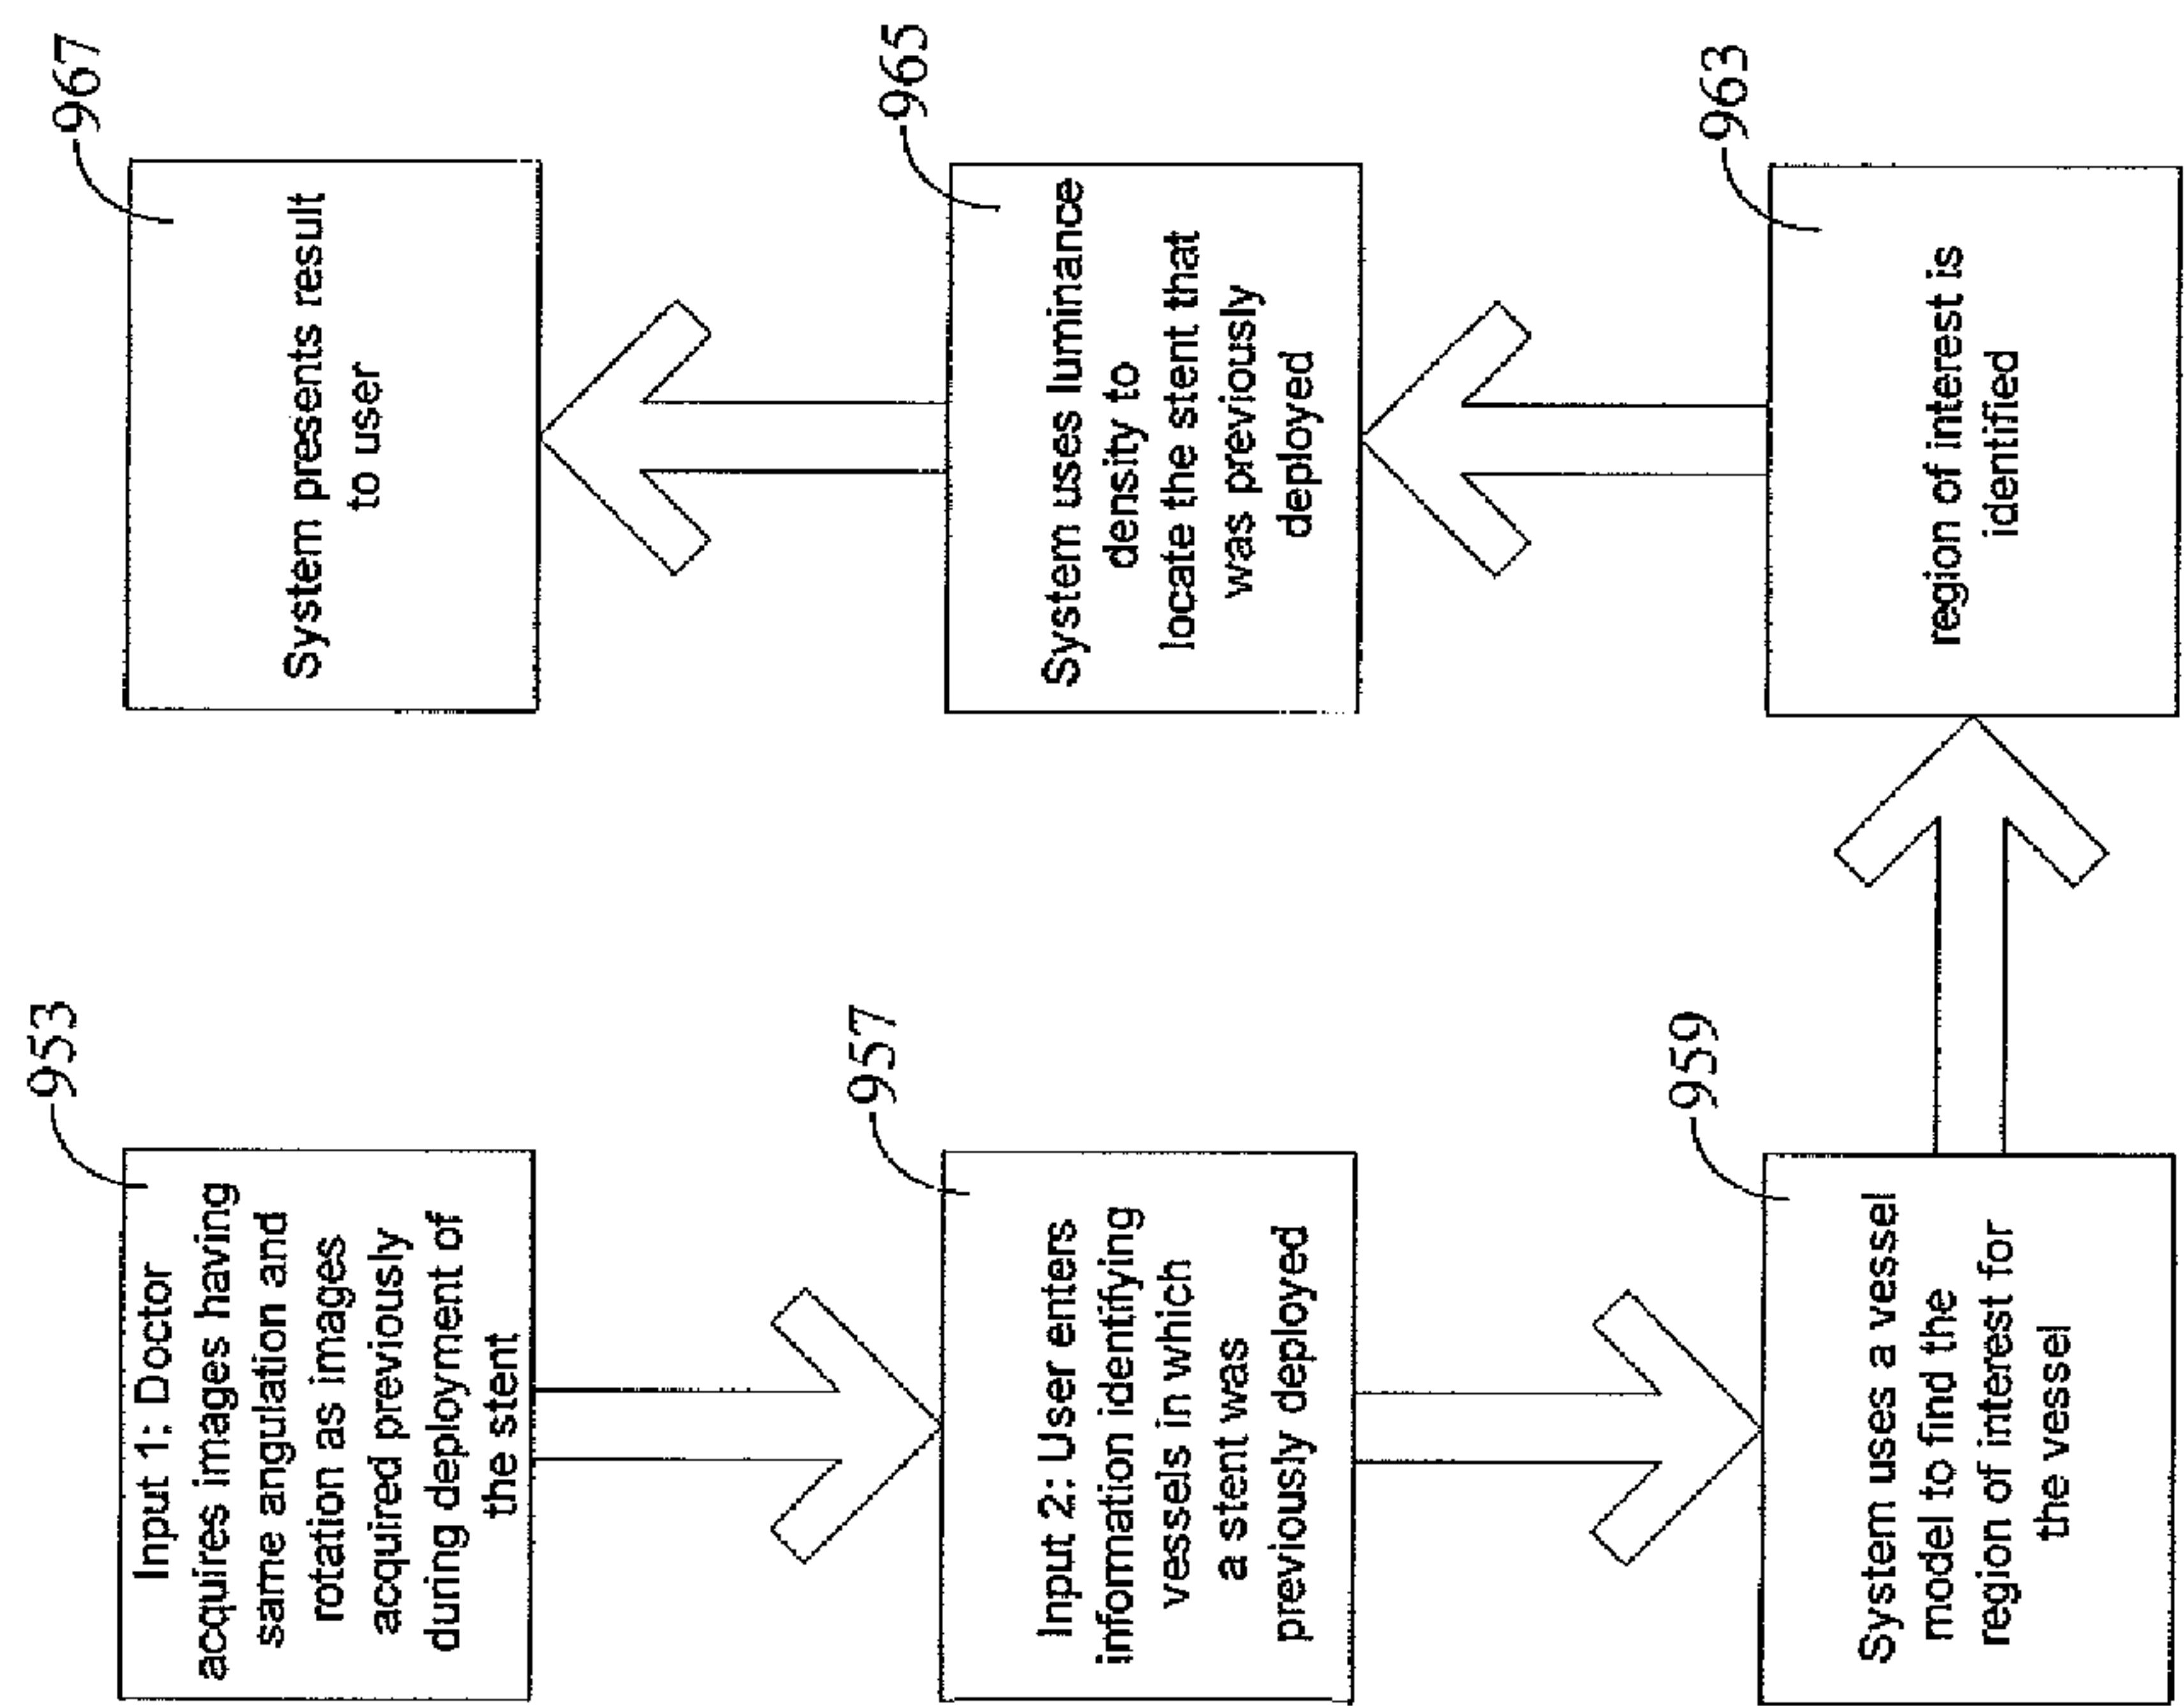 953
Input 1: Doctor
acquires images having
same angulation and
rotation as images
acquired previously
during deployment of
the stent
957
Input 2: User enters
information identifying
vessels in which
a stent was
previously deployed
959
System uses a vessel
model to find the
region of interest for
the vessel
963
region of interest is
identified
965
System uses luminance
density to
locate the stent that
was previously
deployed
967
System presents result
to user